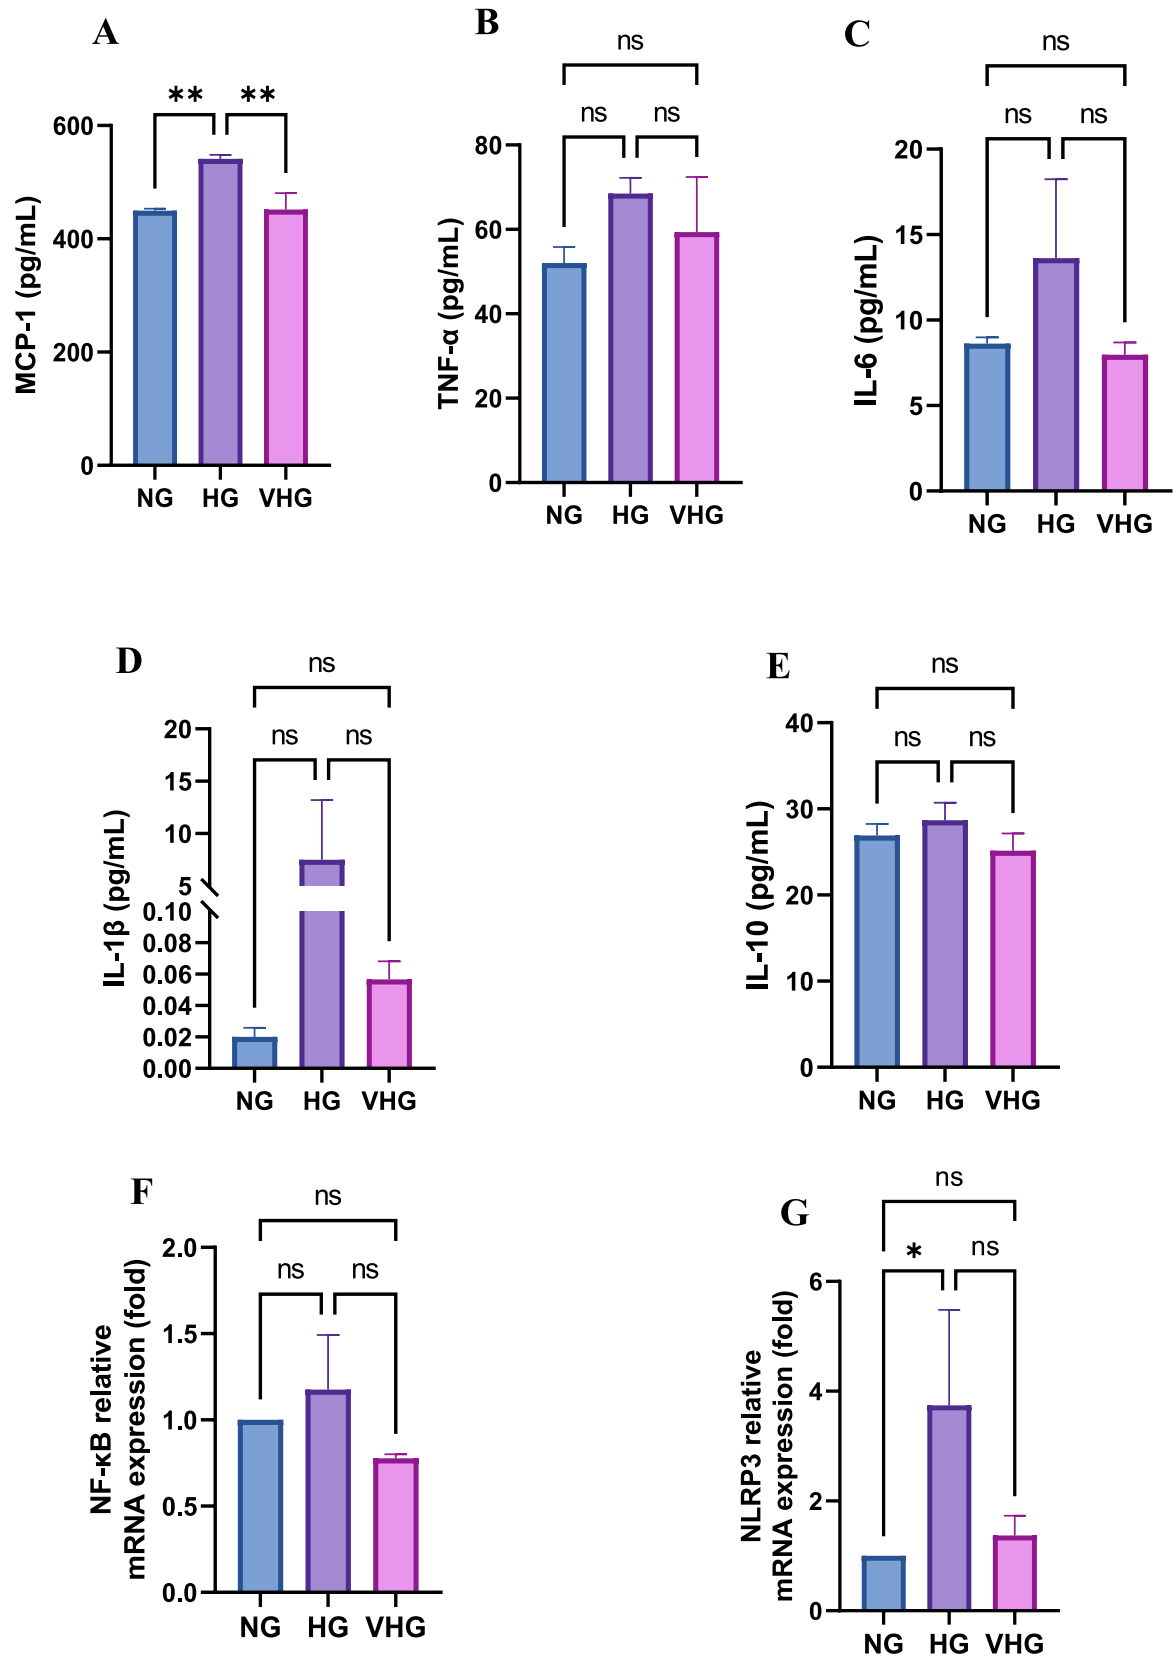 A
** **
600
400
200
0
MCP-1 (pg/mL)
NG HG VHG
B
ns
ns ns
80
60
40
20
0
TNF-α (pg/mL)
NG HG VHG
C
ns
ns ns
20
15
10
5
0
IL-6 (pg/mL)
NG HG VHG
D
ns
ns ns
20
15
10
5
0.10
0.08
0.06
0.04
0.02
0.00
IL-1β (pg/mL)
NG HG VHG
E
ns
ns ns
40
30
20
10
0
IL-10 (pg/mL)
NG HG VHG
F
ns
ns ns
2.0
1.5
1.0
0.5
0.0
NF-κB relative
mRNA expression (fold)
NG HG VHG
G
ns
* ns
6
4
2
0
NLRP3 relative
mRNA expression (fold)
NG HG VHG